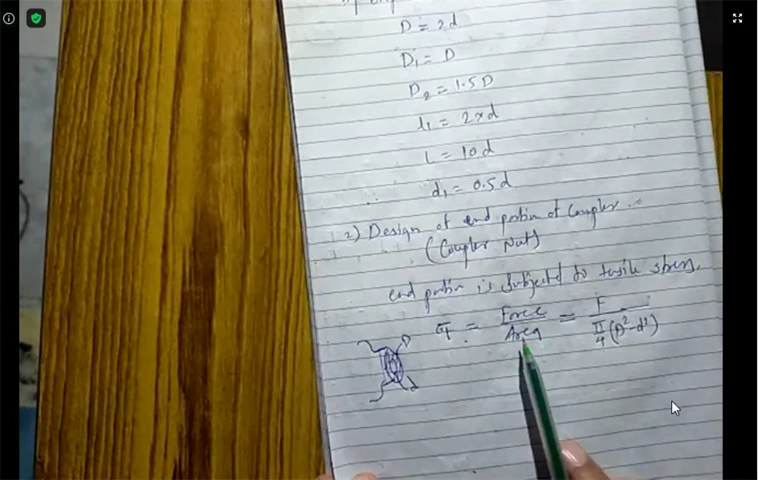 D = 2d
D₁ = D
D₂ = 1.5D
l₁ = 2xd
L = 10d
d₁ = 0.5d
2) Design of end portion of Coupler
(Coupler Nut)
end portion is Subjected to tensile stress.
σT = Force / Area = F / π/4 (D² - d²)
D
d